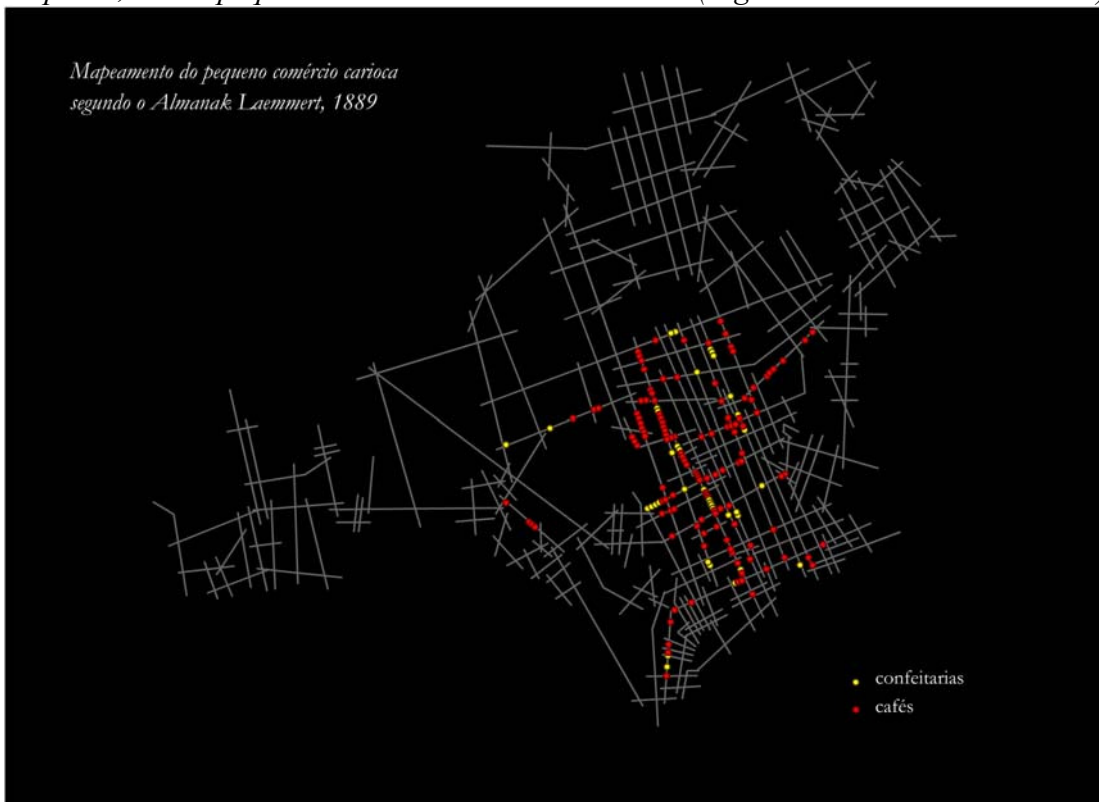 Mapeamento do pequeno comércio carioca
segundo o Almanak Laemmert, 1889
confeitarias
cafés